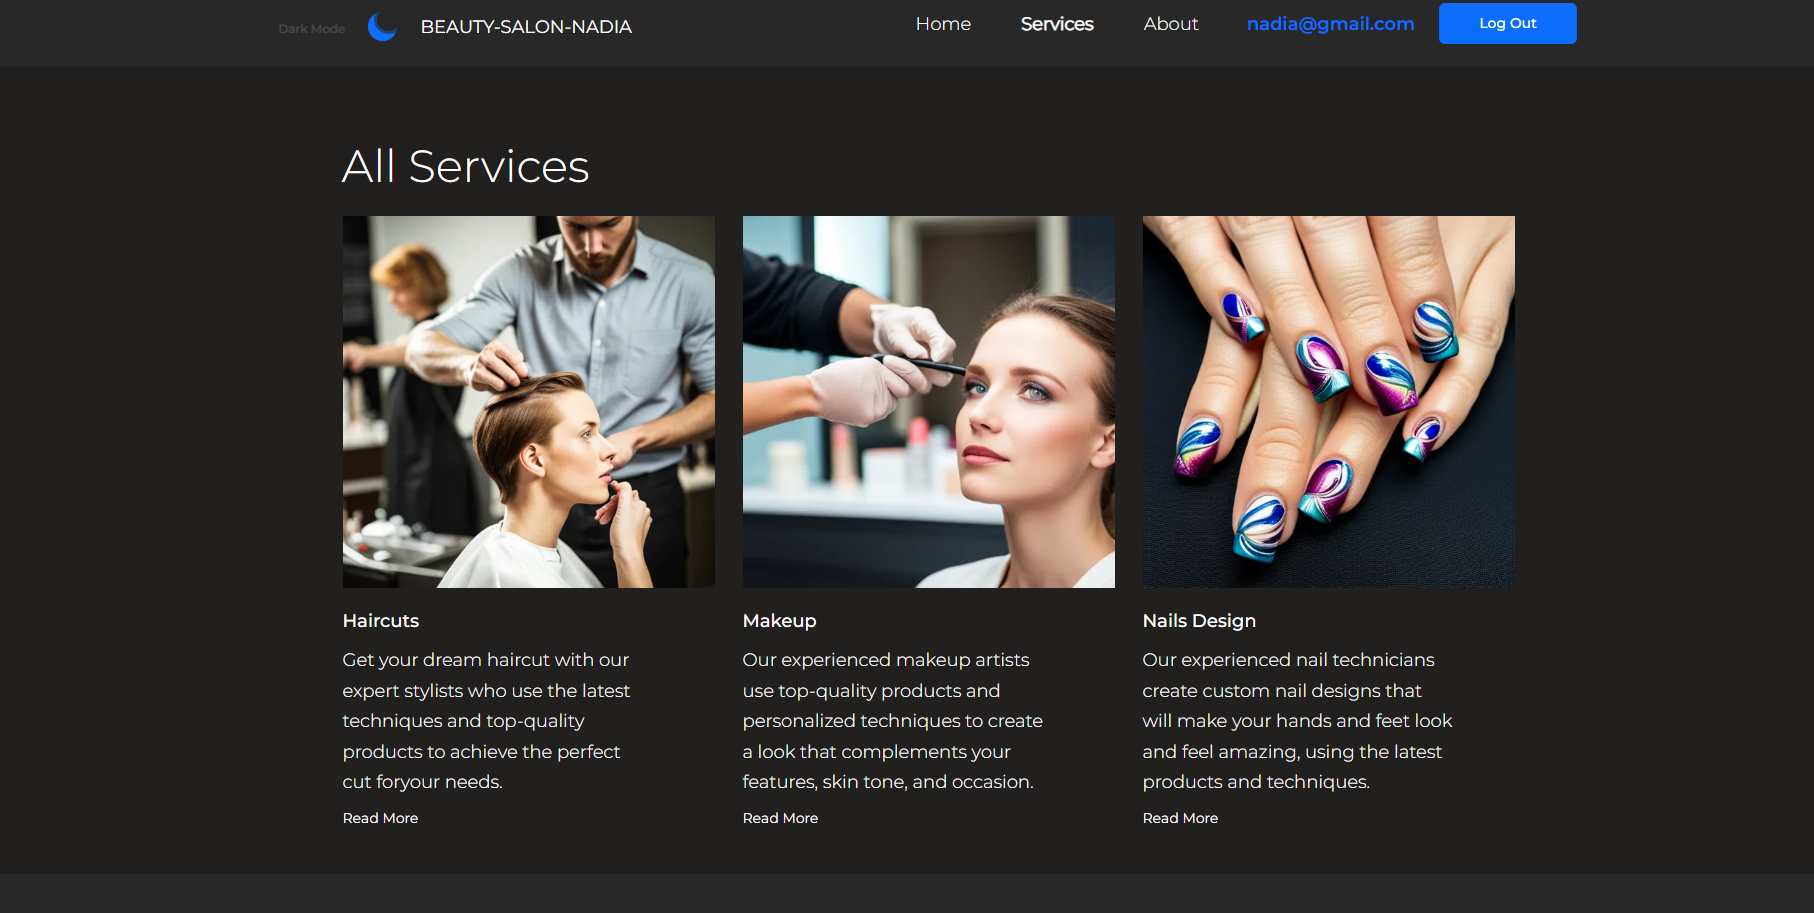 Dark Mode
BEAUTY-SALON-NADIA
Home
Services
About
nadia@gmail.com
Log Out
All Services
Haircuts
Get your dream haircut with our
expert stylists who use the latest
techniques and top-quality
products to achieve the perfect
cut foryour needs.
Read More
Makeup
Our experienced makeup artists
use top-quality products and
personalized techniques to create
a look that complements your
features, skin tone, and occasion.
Read More
Nails Design
Our experienced nail technicians
create custom nail designs that
will make your hands and feet look
and feel amazing, using the latest
products and techniques.
Read More